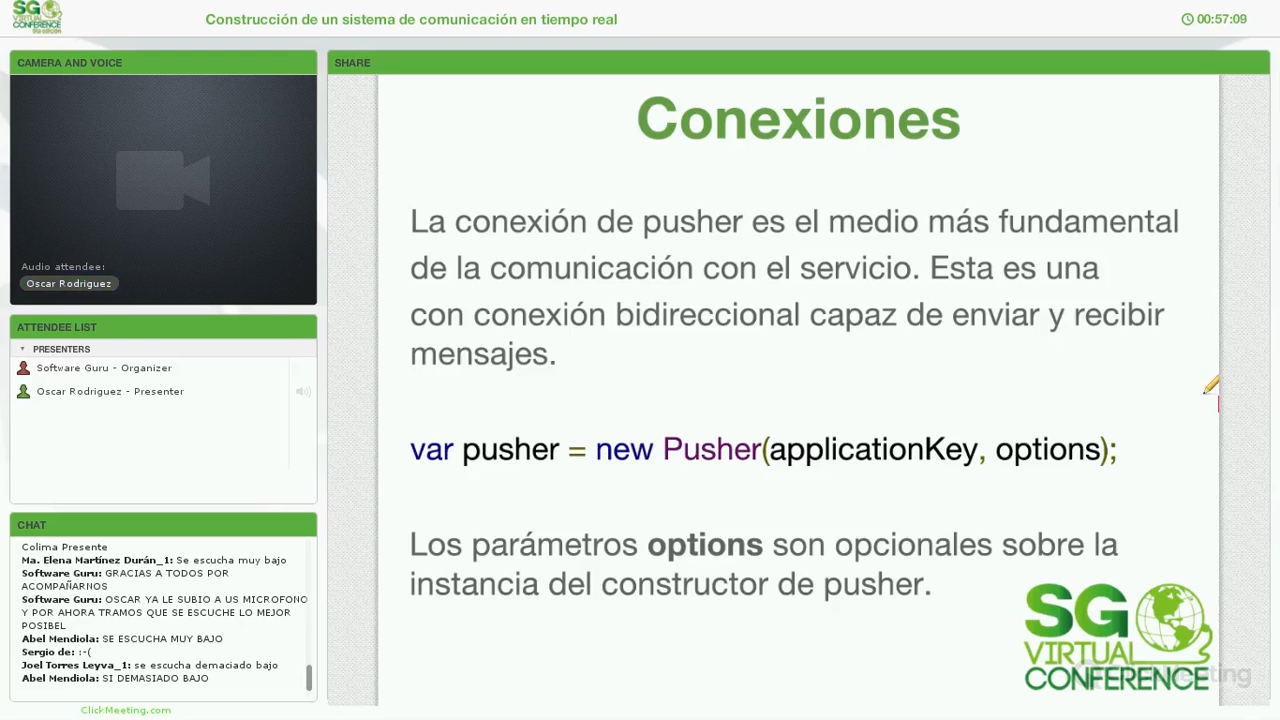 SG
VIRTUAL
CONFERENCE
Construcción de un sistema de comunicación en tiempo real
00:57:09
CAMERA AND VOICE
Audio attendee:
Oscar Rodriguez
ATTENDEE LIST
PRESENTERS
Software Guru - Organizer
Oscar Rodriguez - Presenter
CHAT
Colima Presente
Ma. Elena Martínez Durán_1: Se escucha muy bajo
Software Guru: GRACIAS A TODOS POR
ACOMPAÑARNOS
Software Guru: OSCAR YA LE SUBIO A US MICROFONO
Y POR AHORA TRAMOS QUE SE ESCUCHE LO MEJOR
POSIBEL
Abel Mendiola: SE ESCUCHA MUY BAJO
Sergio de: :-(
Joel Torres Leyva_1: se escucha demaciado bajo
Abel Mendiola: SI DEMASIADO BAJO
ClickMeeting.com
SHARE
Conexiones
La conexión de pusher es el medio más fundamental
de la comunicación con el servicio. Esta es una
con conexión bidireccional capaz de enviar y recibir
mensajes.
var pusher = new Pusher(applicationKey, options);
Los parámetros options son opcionales sobre la
instancia del constructor de pusher.
SG
VIRTUAL
CONFERENCE
ClickMeeting